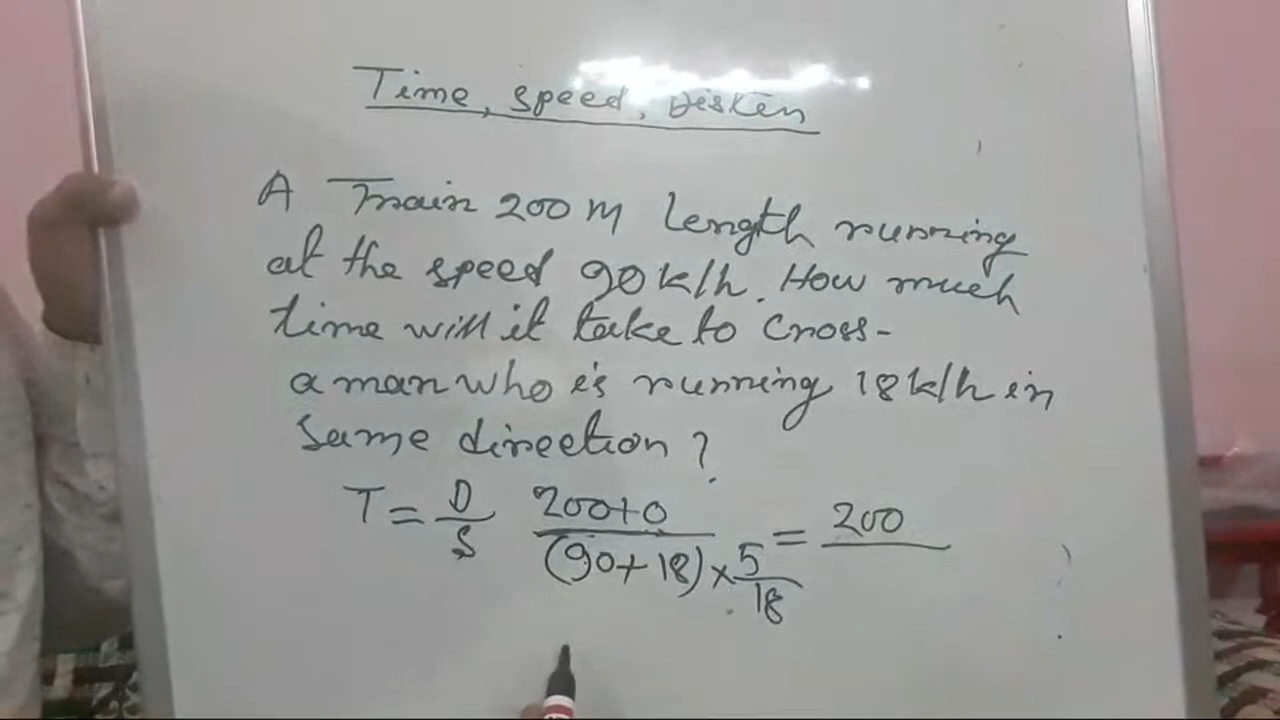 Time, speed, Disten
A Train 200 M Length running
at the speed 90 k/h. How much
time will it take to Cross-
a man who is running 18 k/h in
Same direction?
T = D/S 200+0/(90+18) × 5/18 = 200